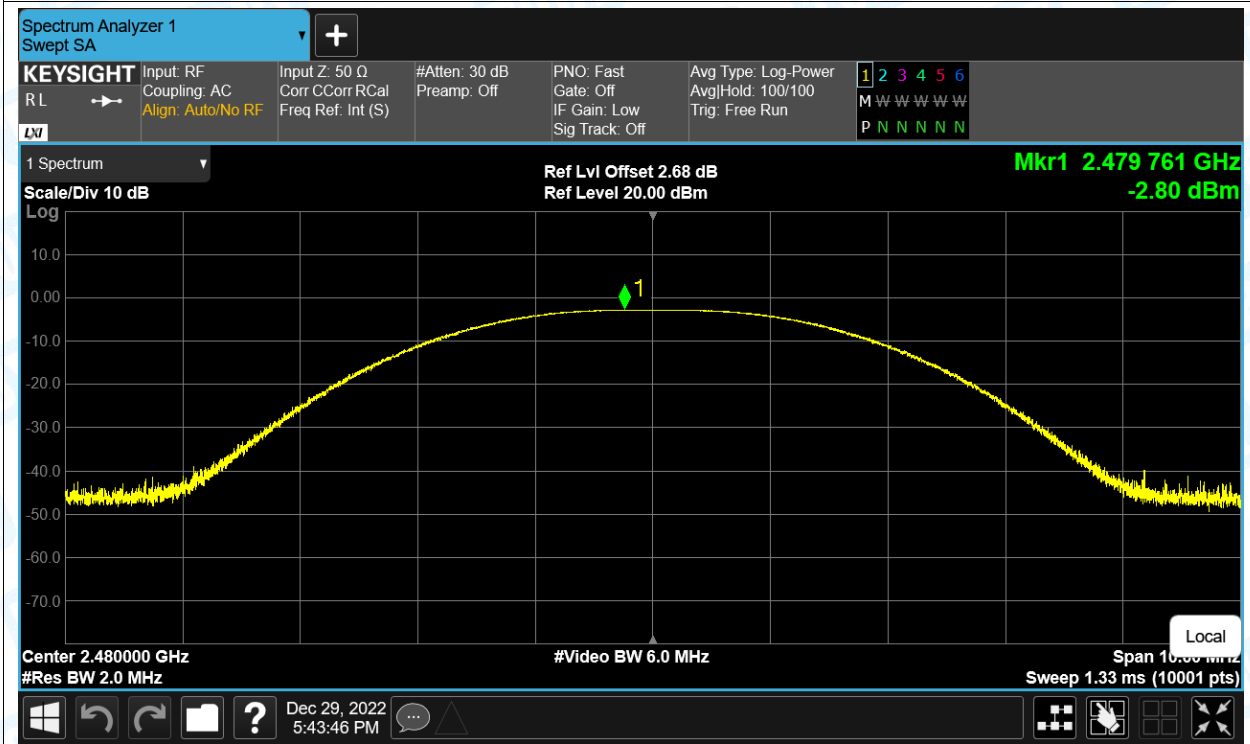 Spectrum Analyzer 1
Swept SA
KEYSIGHT
R L
LXI
Input: RF
Coupling: AC
Align: Auto/No RF
Input Z: 50 Ω
Corr CCorr RCal
Freq Ref: Int (S)
#Atten: 30 dB
Preamp: Off
PNO: Fast
Gate: Off
IF Gain: Low
Sig Track: Off
Avg Type: Log-Power
Avg|Hold: 100/100
Trig: Free Run
1 2 3 4 5 6
M W W W W W
P N N N N N
1 Spectrum
Scale/Div 10 dB
Log
Ref Lvl Offset 2.68 dB
Ref Level 20.00 dBm
Mkr1 2.479 761 GHz
-2.80 dBm
10.0
0.00
-10.0
-20.0
-30.0
-40.0
-50.0
-60.0
-70.0
1
Local
Center 2.480000 GHz
#Video BW 6.0 MHz
Span 10.00 MHz
#Res BW 2.0 MHz
Sweep 1.33 ms (10001 pts)
?
Dec 29, 2022
5:43:46 PM